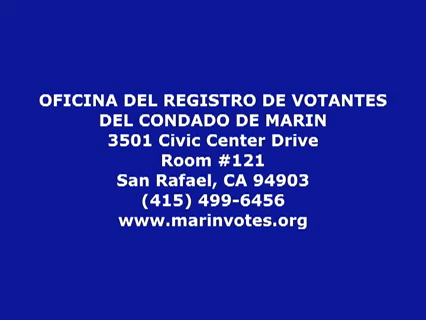 OFICINA DEL REGISTRO DE VOTANTES
DEL CONDADO DE MARIN
3501 Civic Center Drive
Room #121
San Rafael, CA 94903
(415) 499-6456
www.marinvotes.org